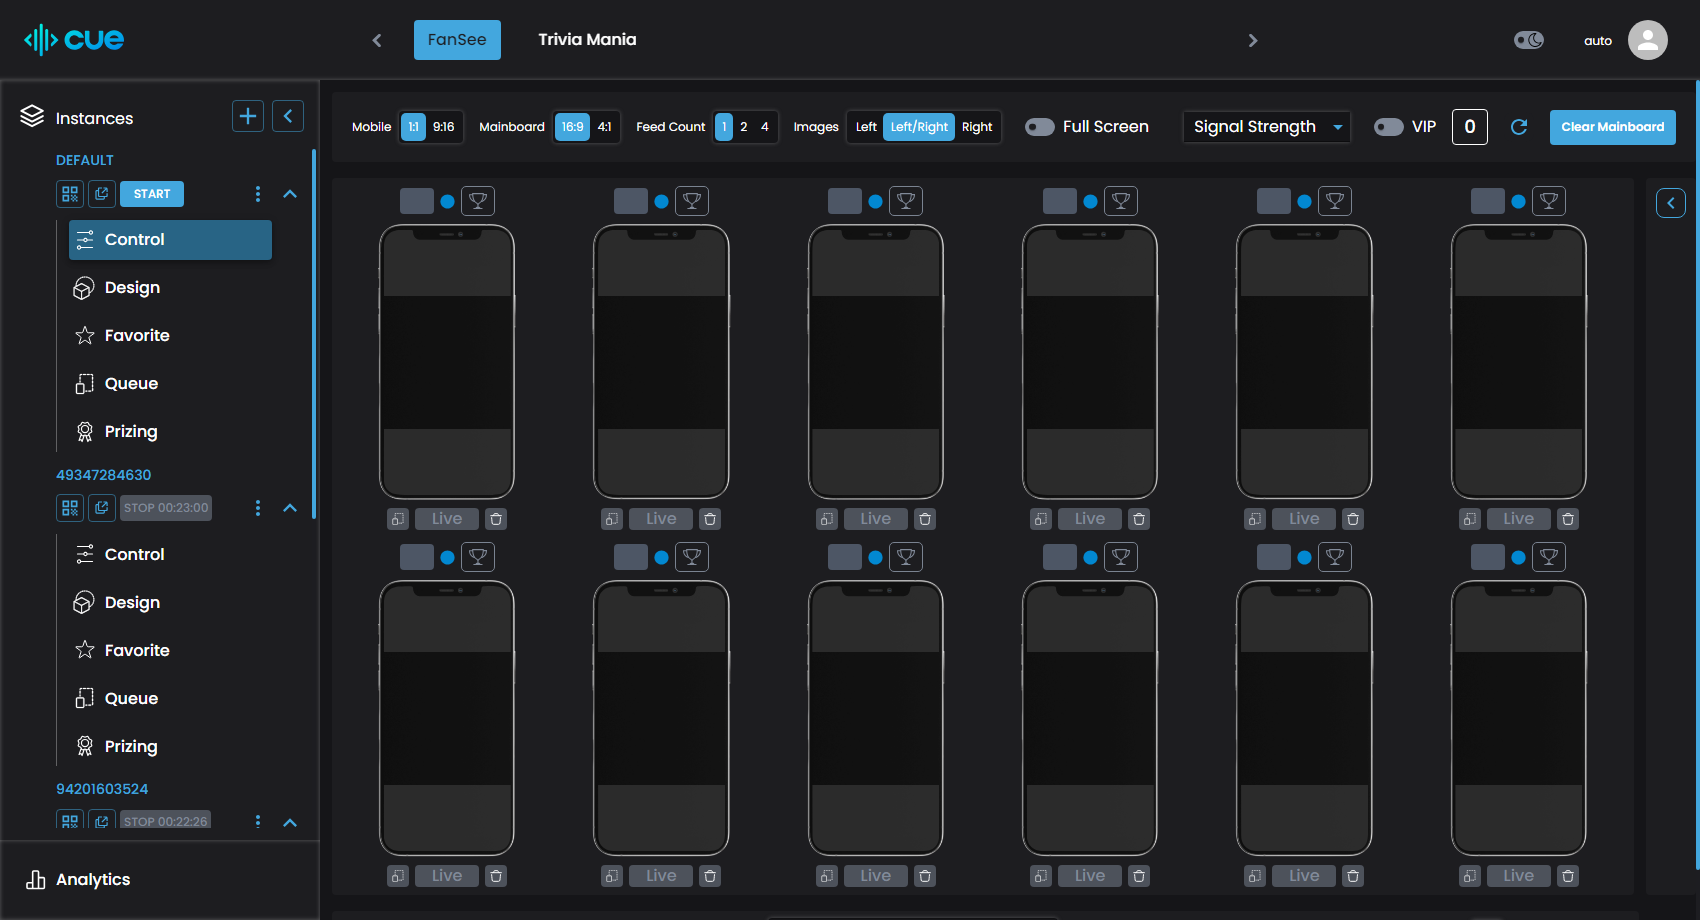 cue
FanSee
Trivia Mania
auto
Instances
DEFAULT
START
Control
Design
Favorite
Queue
Prizing
49347284630
STOP 00:23:00
Control
Design
Favorite
Queue
Prizing
94201603524
STOP 00:22:26
Analytics
Mobile 1:1 9:16 Mainboard 16:9 4:1 Feed Count 1 2 4 Images Left Left/Right Right Full Screen Signal Strength VIP 0 Clear Mainboard
Live Live Live Live Live Live
Live Live Live Live Live Live